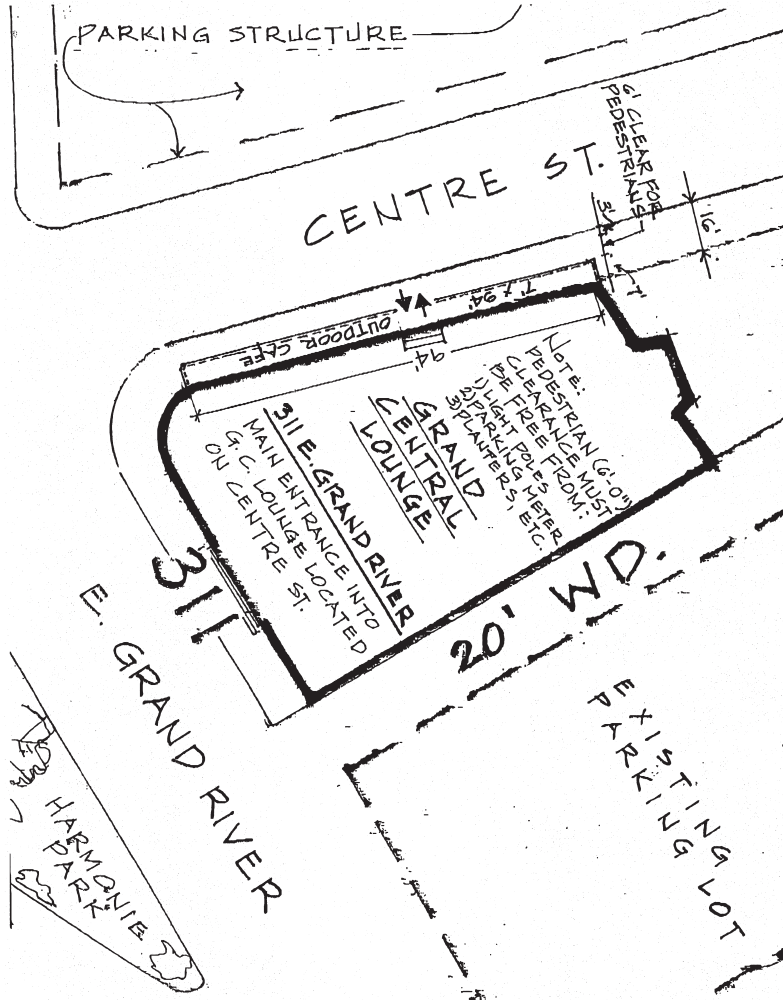 PARKING STRUCTURE
CENTRE ST.
6' CLEAR FOR
PEDESTRIANS
3'
16'
7'
7' x 94'
OUTDOOR CAFE
94'
NOTE:
PEDESTRIAN (6'-0")
CLEARANCE MUST
BE FREE FROM:
1) LIGHT POLES
2) PARKING METER
3) PLANTERS, ETC.
GRAND
CENTRAL
LOUNGE
311 E. GRAND RIVER
MAIN ENTRANCE INTO
G.C. LOUNGE LOCATED
ON CENTRE ST.
311
E. GRAND RIVER
20' WD.
EXISTING
PARKING LOT
HARMONIE
PARK